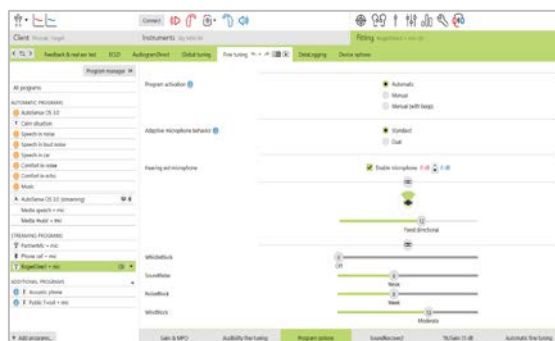 Connect
Client
Instruments
Fitting
Feedback & real ear test
AudiogramDirect
Global tuning
Fine tuning
DataLogging
Device options
Program manager
All programs
AUTOMATIC PROGRAMS
AutoSense OS 3.0
Calm situation
Speech in noise
Speech in loud noise
Speech in car
Comfort in noise
Comfort in echo
Music
AutoSense OS 3.0 (streaming)
Media speech + mic
Media music + mic
STREAMING PROGRAMS
PartnerMic + mic
Phone call + mic
RogerDirect + mic
ADDITIONAL PROGRAMS
Acoustic phone
Public T-coil + mic
Add programs...
Program activation
Automatic
Manual
Manual (with beep)
Adaptive microphone behavior
Standard
Dual
Hearing aid microphone
Enable microphone 0 dB 0 dB
Fixed directional
WhistleBlock
Off
SoundRelax
Weak
NoiseBlock
Weak
WindBlock
Moderate
Gain & MPO
Audibility fine tuning
Program options
SoundRecover2
Automatic fine tuning